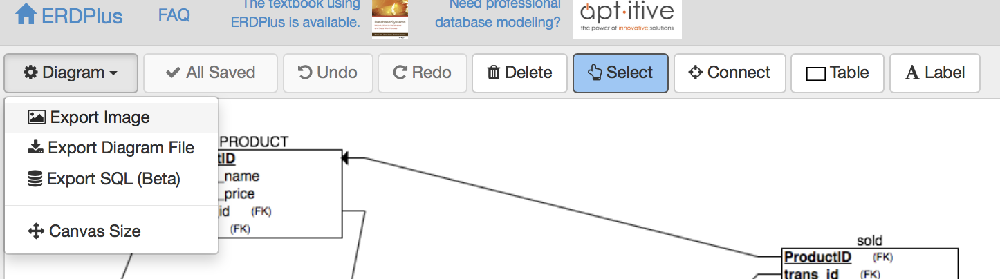 ERDPlus
FAQ
The textbook using
ERDPlus is available.
Database Systems
Need professional
database modeling?
apt·itive
the power of innovative solutions
Diagram
All Saved
Undo
Redo
Delete
Select
Connect
Table
A Label
Export Image
Export Diagram File
Export SQL (Beta)
Canvas Size
PRODUCT
tID
_name
_price
id (FK)
(FK)
sold
ProductID (FK)
trans_id (FK)